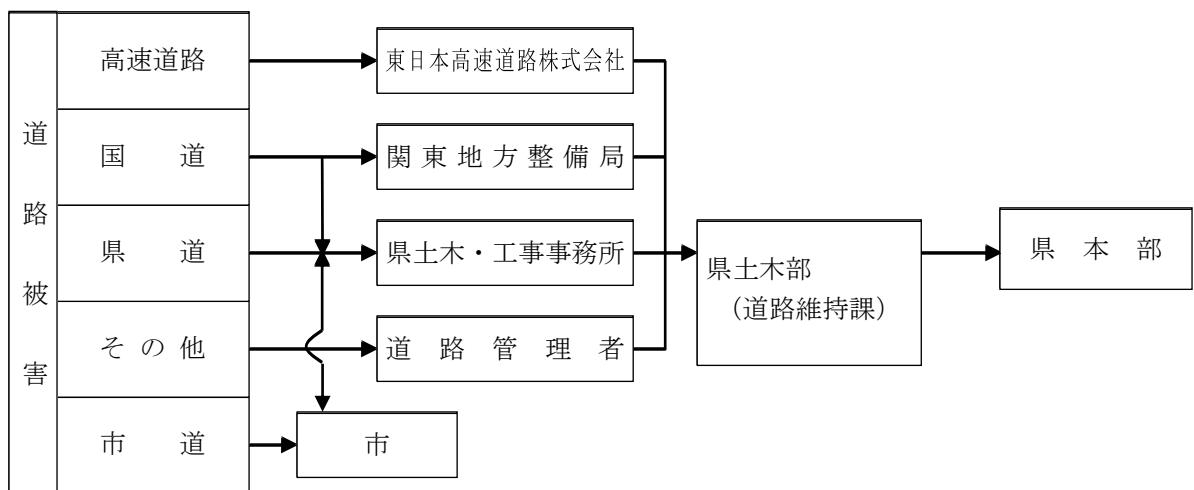 道路被害
高速道路
国道
県道
その他
市道
東日本高速道路株式会社
関東地方整備局
県土木・工事事務所
道路管理者
市
県土木部
（道路維持課）
県本部